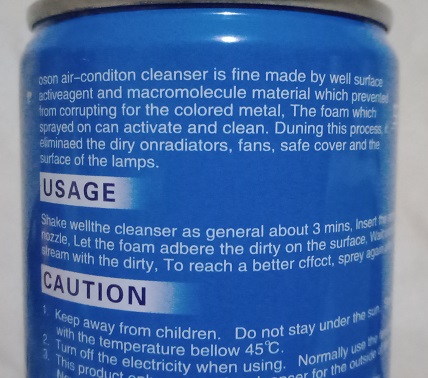 oson air-conditon cleanser is fine made by well surface
activeagent and macromolecule material which prevented
from corrupting for the colored metal, The foam which
sprayed on can activate and clean. Duning this process,
eliminaed the diry onradiators, fans, safe cover and the
surface of the lamps.
USAGE
Shake wellthe cleanser as general about 3 mins, Insert the
nozzle, Let the foam adbere the dirty on the surface,
stream with the dirty, To reach a better cffcct, sprey again
CAUTION
1. Keep away from children. Do not stay under the sun.
with the temperature bellow 45℃.
2. Turn off the electricity when using. Normally use the
3. This product for the outside